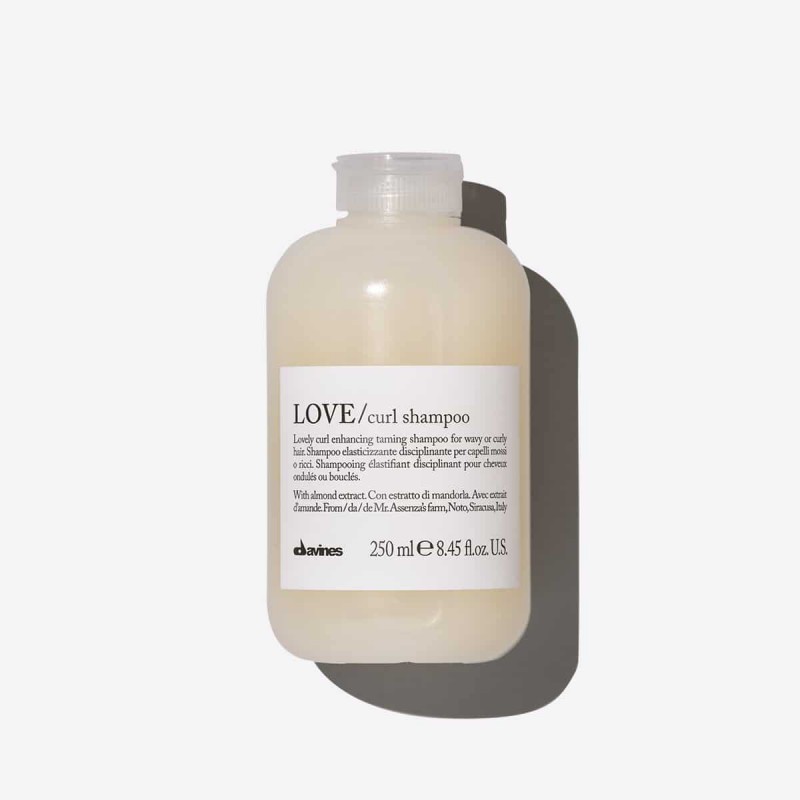 LOVE/curl shampoo
Lovely curl enhancing taming shampoo for wavy or curly
hair. Shampoo elasticizzante disciplinante per capelli mossi
o ricci. Shampooing élastifiant disciplinant pour cheveux
ondulés ou bouclés.
With almond extract. Con estratto di mandorla. Avec extrait
d'amande. From/da/de Mr. Assenza's farm, Noto, Siracusa, Italy
davines 250 ml ℮ 8.45 fl.oz. U.S.